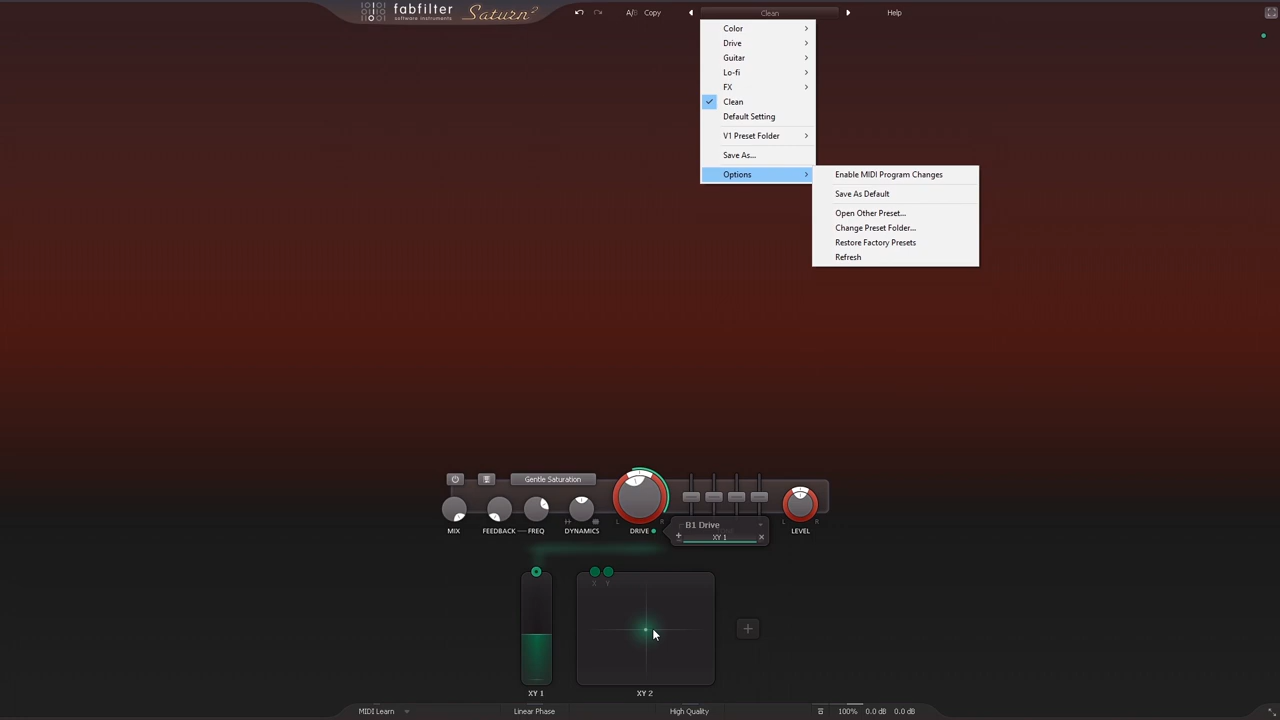 fabfilter
software instruments
Saturn 2
A/B
Copy
Clean
Help
Color
Drive
Guitar
Lo-fi
FX
Clean
Default Setting
V1 Preset Folder
Save As...
Options
Enable MIDI Program Changes
Save As Default
Open Other Preset...
Change Preset Folder...
Restore Factory Presets
Refresh
Gentle Saturation
MIX
FEEDBACK
FREQ
DYNAMICS
L
R
DRIVE
B1 Drive
XY 1
L
R
LEVEL
X
Y
XY 1
XY 2
MIDI Learn
Linear Phase
High Quality
100%
0.0 dB
0.0 dB